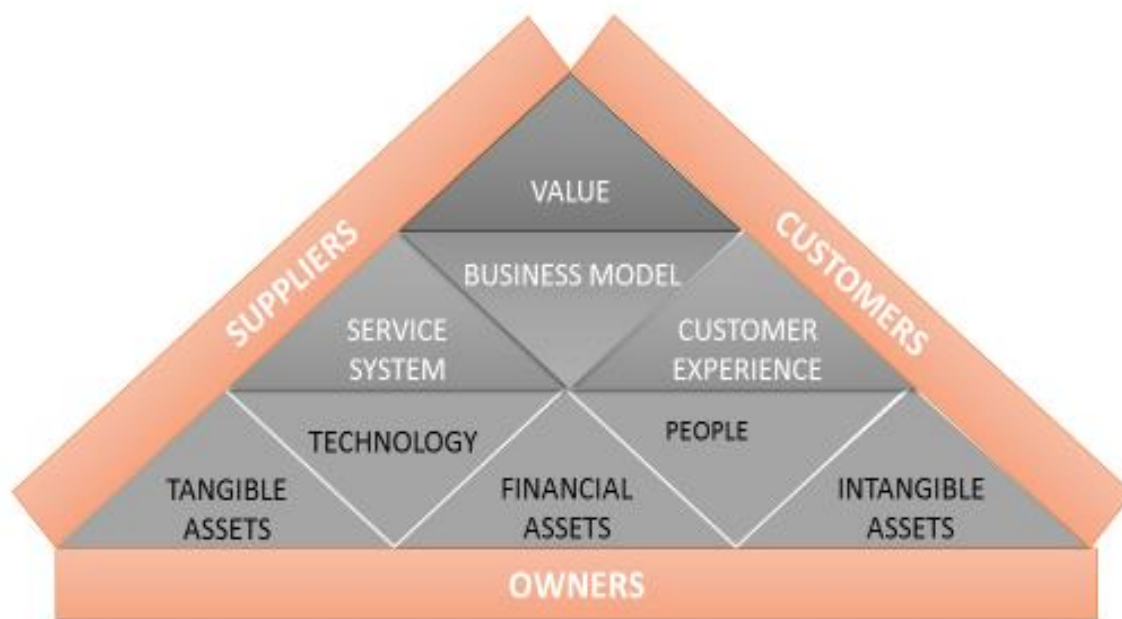 VALUE
SUPPLIERS
CUSTOMERS
BUSINESS MODEL
SERVICE
SYSTEM
CUSTOMER
EXPERIENCE
TECHNOLOGY
PEOPLE
TANGIBLE
ASSETS
FINANCIAL
ASSETS
INTANGIBLE
ASSETS
OWNERS